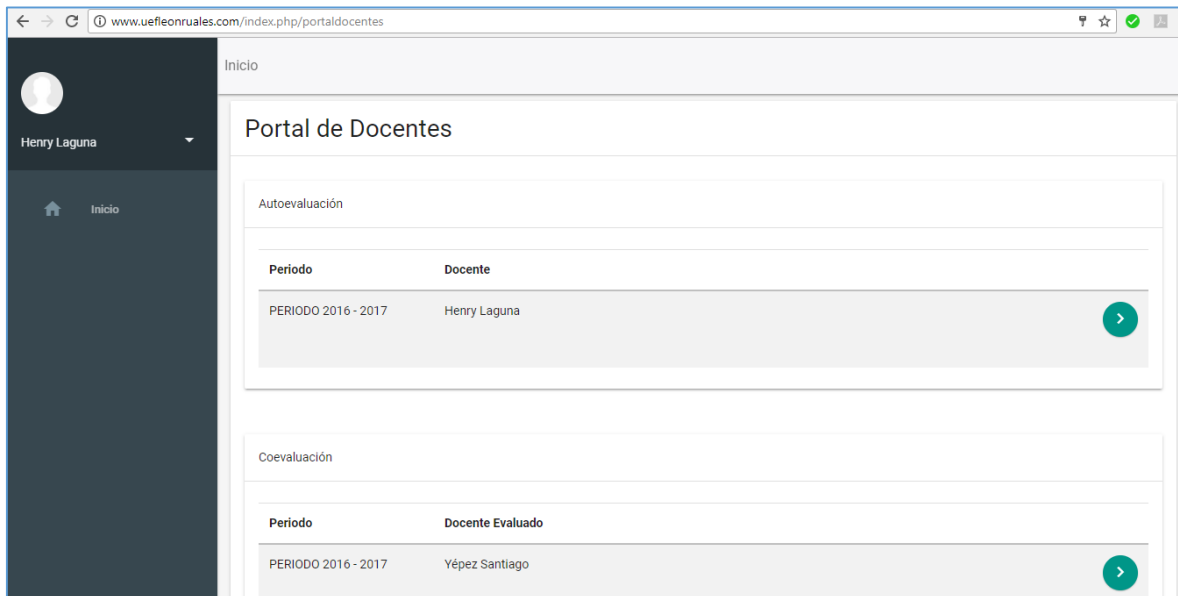 www.uefleonruales.com/index.php/portaldocentes
Inicio
Henry Laguna
Inicio
Portal de Docentes
Autoevaluación
Periodo Docente
PERIODO 2016 - 2017 Henry Laguna
Coevaluación
Periodo Docente Evaluado
PERIODO 2016 - 2017 Yépez Santiago